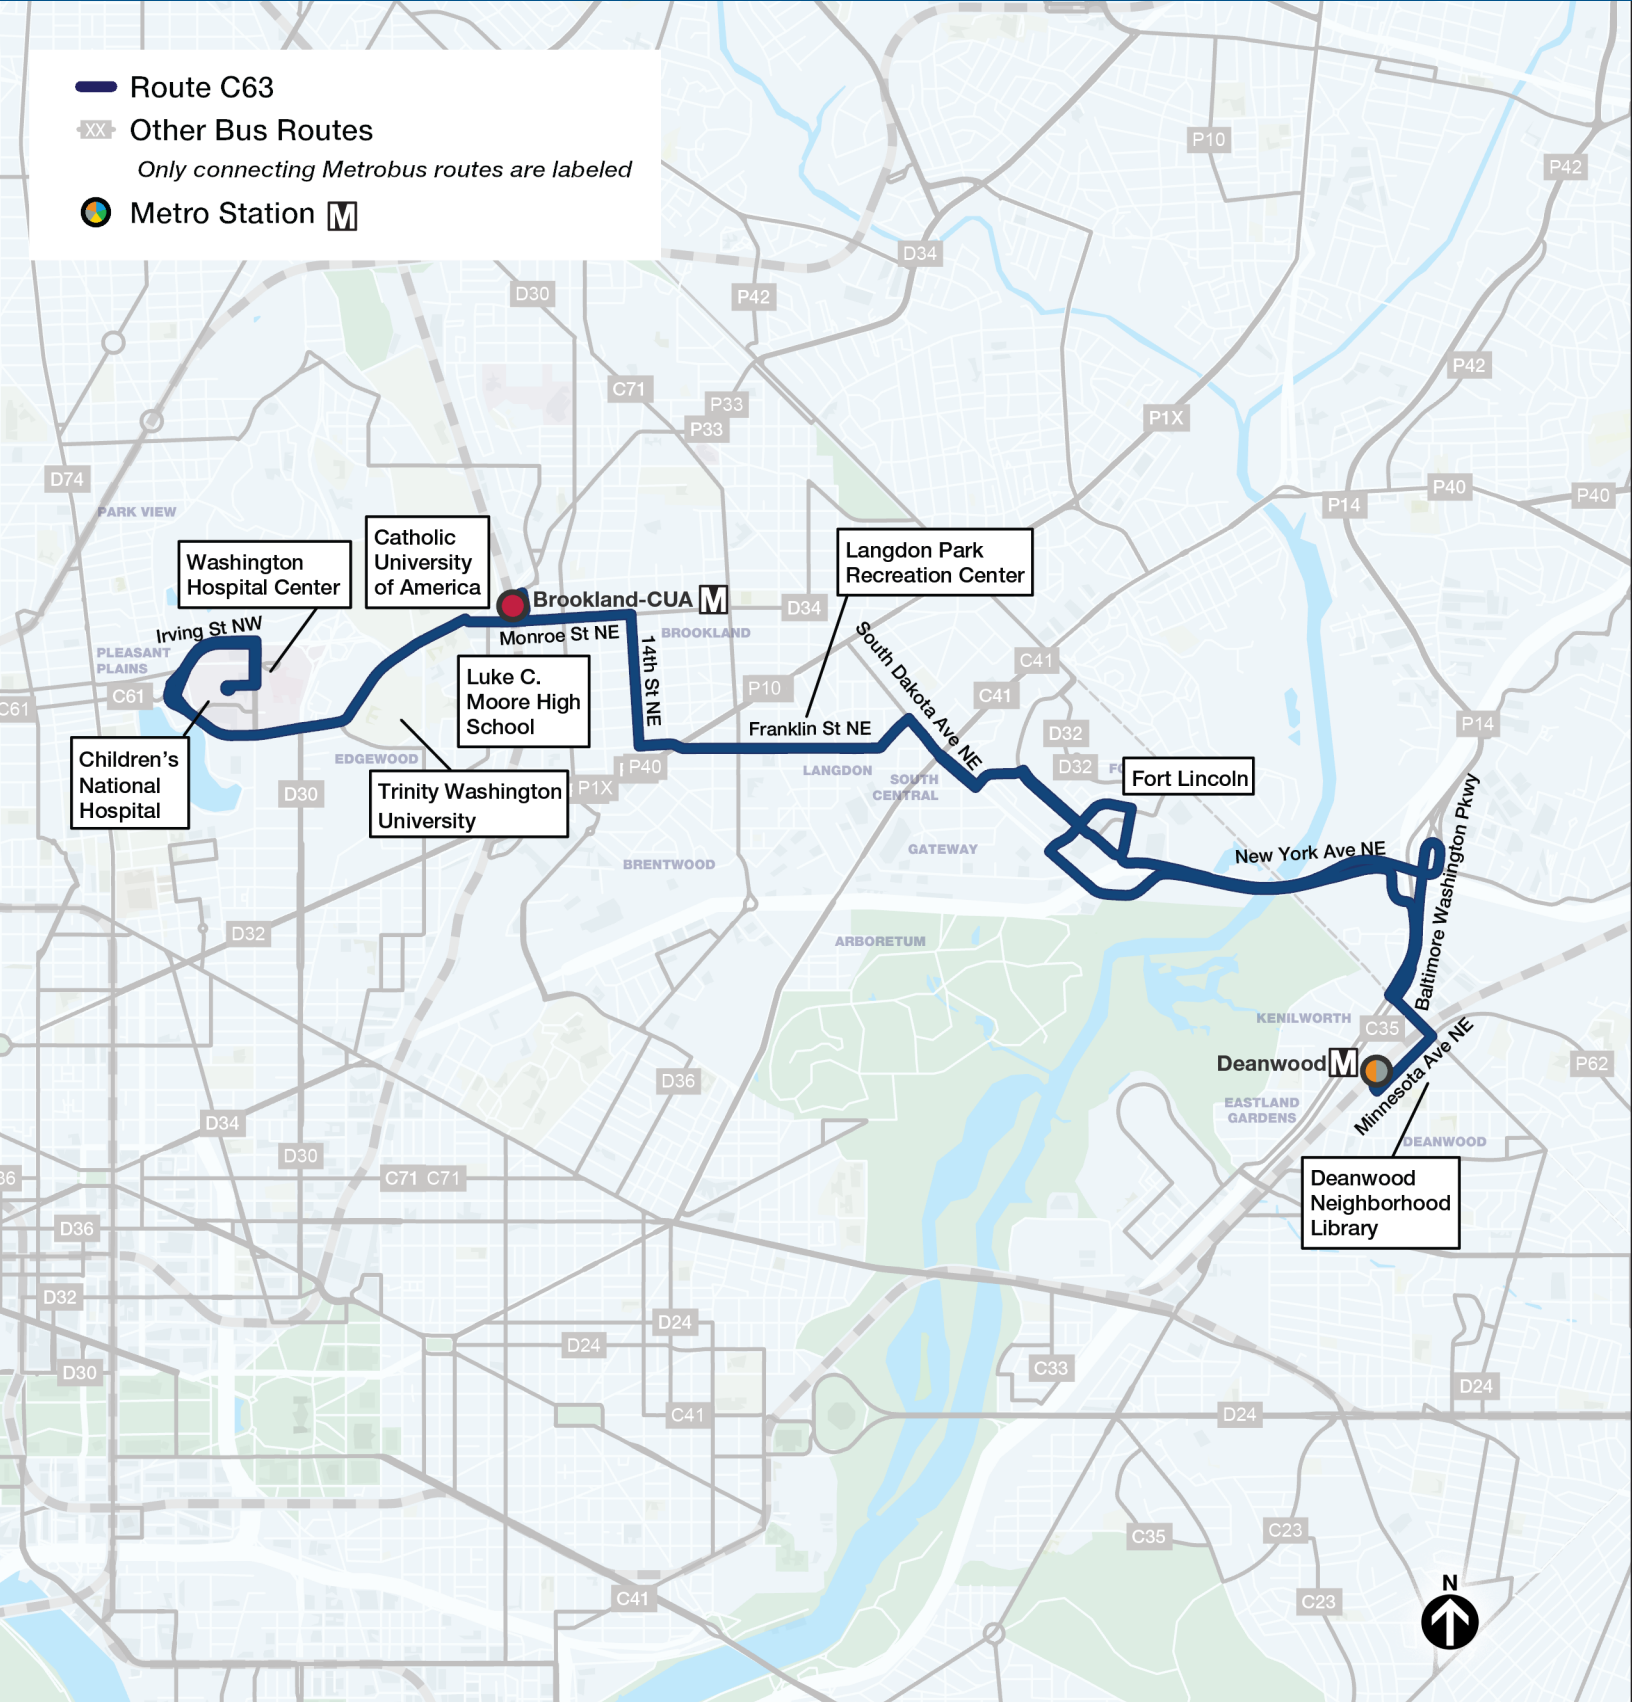 Route C63
XX
Other Bus Routes
Only connecting Metrobus routes are labeled
Metro Station M
P10
P42
D34
D30
P42
P42
C71
P33
P33
P1X
D74
P40
P40
P14
PARK VIEW
Catholic
University
of America
Washington
Hospital Center
Langdon Park
Recreation Center
Brookland-CUA M
D34
Irving St NW
Monroe St NE
BROOKLAND
PLEASANT
PLAINS
14th St NE
South Dakota Ave NE
C41
Luke C.
Moore High
School
C61
C61
P10
C41
P14
Franklin St NE
D32
Children's
National
Hospital
EDGEWOOD
P40
LANGDON
D32
Fort Lincoln
SOUTH
CENTRAL
D30
P1X
Trinity Washington
University
GATEWAY
New York Ave NE
BRENTWOOD
Baltimore Washington Pkwy
D32
ARBORETUM
KENILWORTH
C35
Deanwood M
Minnesota Ave NE
P62
D36
EASTLAND
GARDENS
D34
DEANWOOD
D30
36
C71 C71
Deanwood
Neighborhood
Library
D36
D32
D24
D24
D30
C33
D24
C41
D24
C35
C23
C41
C23
N